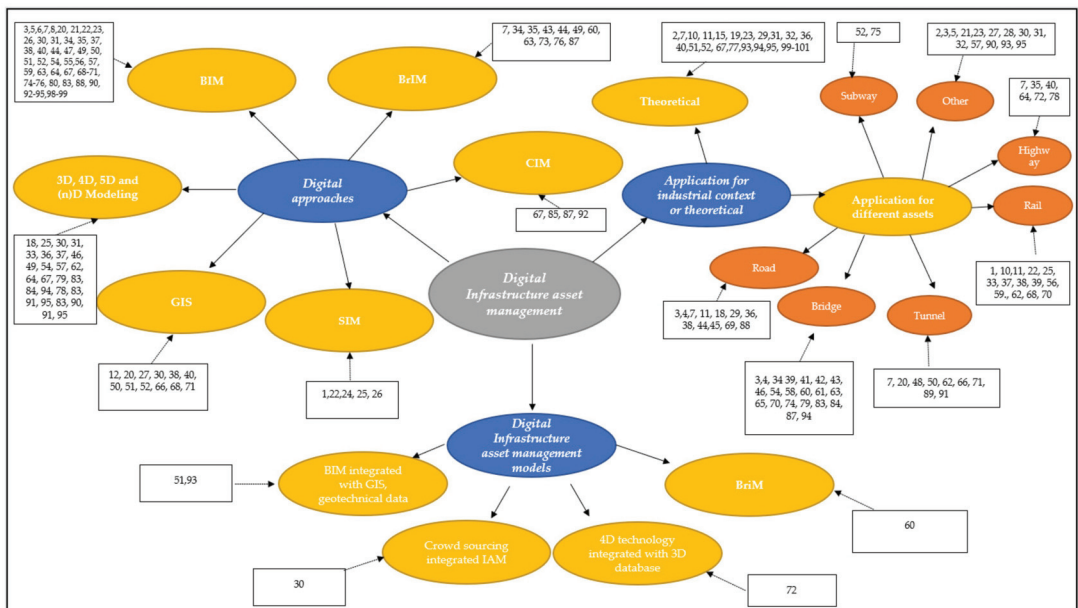 3,5,6,7,8,20, 21,22,23,
26, 30, 31, 34, 35, 37,
38, 40, 44, 47, 49, 50,
51, 52, 54, 55,56, 57,
59, 63, 64, 67, 68-71,
74-76, 80, 83, 88, 90,
92-95,98-99
BIM
BrIM
7, 34, 35, 43, 44, 49, 60,
63, 73, 76, 87
3D, 4D, 5D and
(n)D Modeling
Digital
approaches
CIM
67, 85, 87, 92
18, 25, 30, 31,
33, 36, 37, 46,
49, 54, 57, 62,
64, 67, 79, 83,
84, 94, 78, 83,
91, 95, 83, 90,
91, 95
GIS
12, 20, 27, 30, 38, 40,
50, 51, 52, 66, 68, 71
SIM
1,22,24, 25, 26
Digital
Infrastructure asset
management
2,7,10, 11,15, 19,23, 29,31, 32, 36,
40,51,52, 67,77,93,94,95, 99-101
Theoretical
Application for
industrial context
or theoretical
52, 75
Subway
2,3,5, 21,23, 27, 28, 30, 31,
32, 57, 90, 93, 95
Other
7, 35, 40,
64, 72, 78
Highw
ay
Application for
different assets
Rail
1, 10,11, 22, 25,
33, 37, 38, 39, 56,
59., 62, 68, 70
Road
3,4,7, 11, 18, 29, 36,
38, 44,45, 69, 88
Bridge
3,4, 34 39, 41, 42, 43,
46, 54, 58, 60, 61, 63,
65, 70, 74, 79, 83, 84,
87, 94
Tunnel
7, 20, 48, 50, 62, 66, 71,
89, 91
Digital
Infrastructure
asset management
models
BIM integrated
with GIS,
geotechnical data
51,93
Crowd sourcing
integrated IAM
30
4D technology
integrated with 3D
database
72
BriM
60